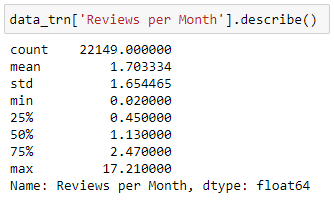 data_trn['Reviews per Month'].describe()
count    22149.000000
mean         1.703334
std          1.654465
min          0.020000
25%          0.450000
50%          1.130000
75%          2.470000
max         17.210000
Name: Reviews per Month, dtype: float64